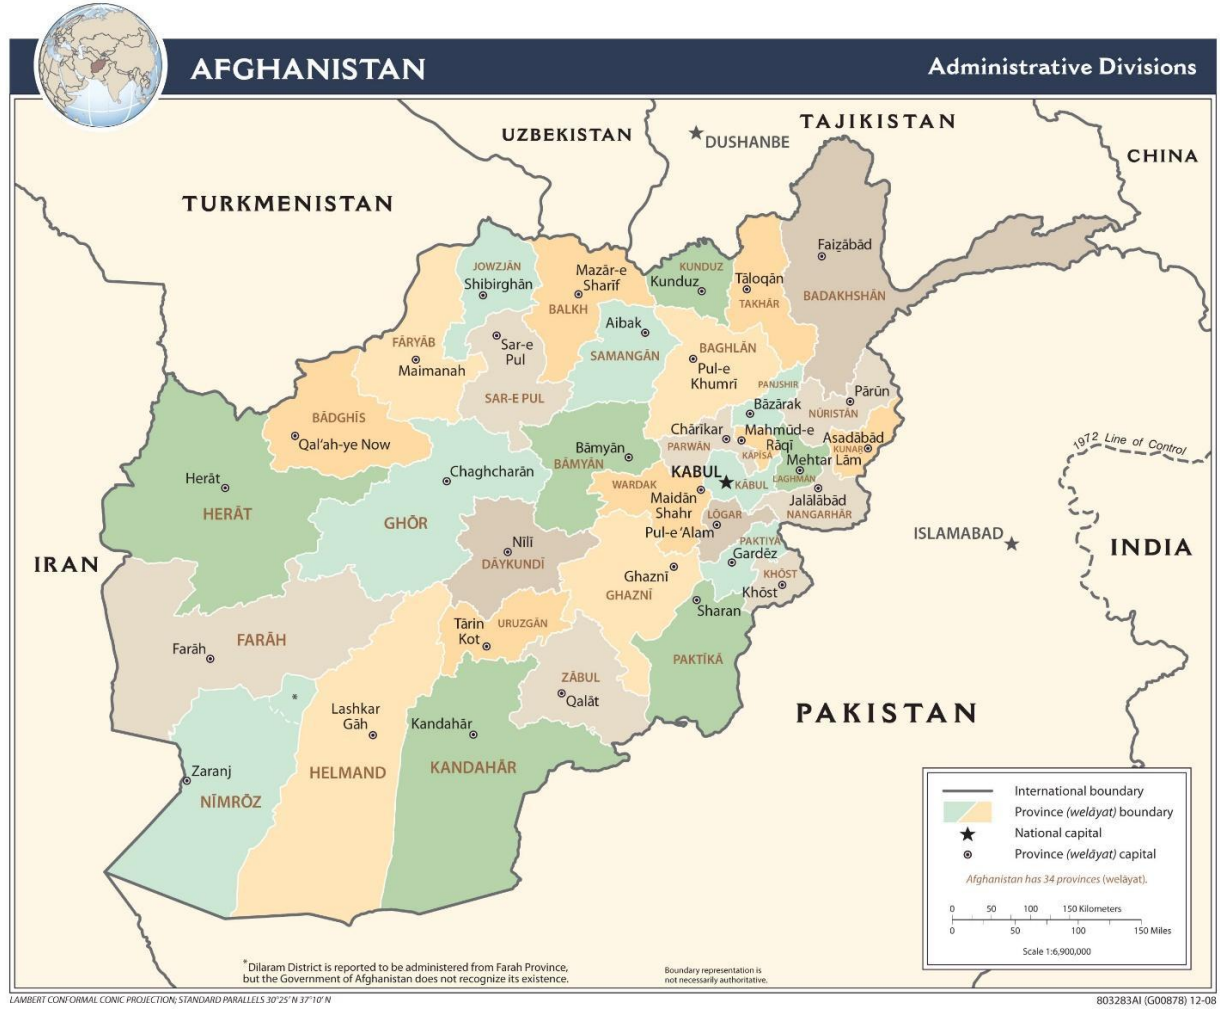 AFGHANISTAN
Administrative Divisions
UZBEKISTAN
DUSHANBE
TAJIKISTAN
CHINA
TURKMENISTAN
JOWZJĀN
Shibirghān
Mazār-e
Sharīf
BALKH
KUNDUZ
Kunduz
Tāloqān
TAKHĀR
Faiẕābād
BADAKHSHĀN
FĀRYĀB
Maimanah
Sar-e
Pul
SAR-E PUL
Aibak
SAMANGĀN
BAGHLĀN
Pul-e
Khumrī
PANJSHIR
Bāzārak
Pārūn
NŪRISTĀN
BĀDGHĪS
Qal'ah-ye Now
Chārīkar
PARWĀN
Mahmūd-e
Rāqī
KĀPĪSĀ
Asadābād
KUNAR
Mehtar Lām
LAGHMĀN
1972 Line of Control
Herāt
HERĀT
Chaghcharān
GHŌR
Bāmyān
BĀMYĀN
KABUL
KĀBUL
WARDAK
Maidān
Shahr
Jalālābād
NANGARHĀR
LŌGAR
Pul-e 'Alam
ISLAMABAD
INDIA
IRAN
Nīlī
DĀYKUNDĪ
PAKTIYĀ
Gardēz
Ghaznī
GHAZNĪ
KHŌST
Khōst
Sharan
Tārin
Kot
URUZGĀN
Farāh
FARĀH
PAKTĪKĀ
ZĀBUL
Qalāt
*
Lashkar
Gāh
Kandahār
KANDAHĀR
HELMAND
PAKISTAN
Zaranj
NĪMRŌZ
International boundary
Province (welāyat) boundary
National capital
Province (welāyat) capital
Afghanistan has 34 provinces (welāyat).
0 50 100 150 Kilometers
0 50 100 150 Miles
Scale 1:6,900,000
*Dilaram District is reported to be administered from Farah Province,
but the Government of Afghanistan does not recognize its existence.
Boundary representation is
not necessarily authoritative.
LAMBERT CONFORMAL CONIC PROJECTION; STANDARD PARALLELS 30°25' N 37°10' N
803283AI (G00878) 12-08